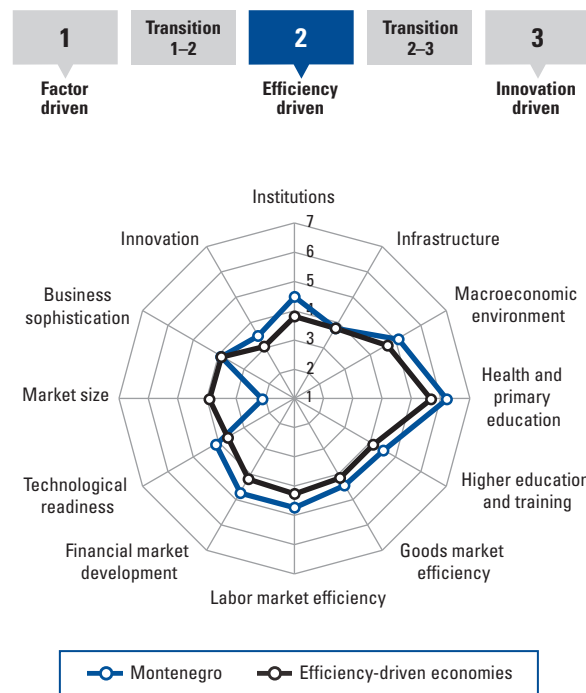 1
Transition
1–2
2
Transition
2–3
3
Factor
driven
Efficiency
driven
Innovation
driven
Institutions
7
Innovation
Infrastructure
6
5
Business
sophistication
Macroeconomic
environment
4
3
2
Market size
1
Health and
primary
education
Technological
readiness
Higher education
and training
Financial market
development
Goods market
efficiency
Labor market efficiency
Montenegro
Efficiency-driven economies